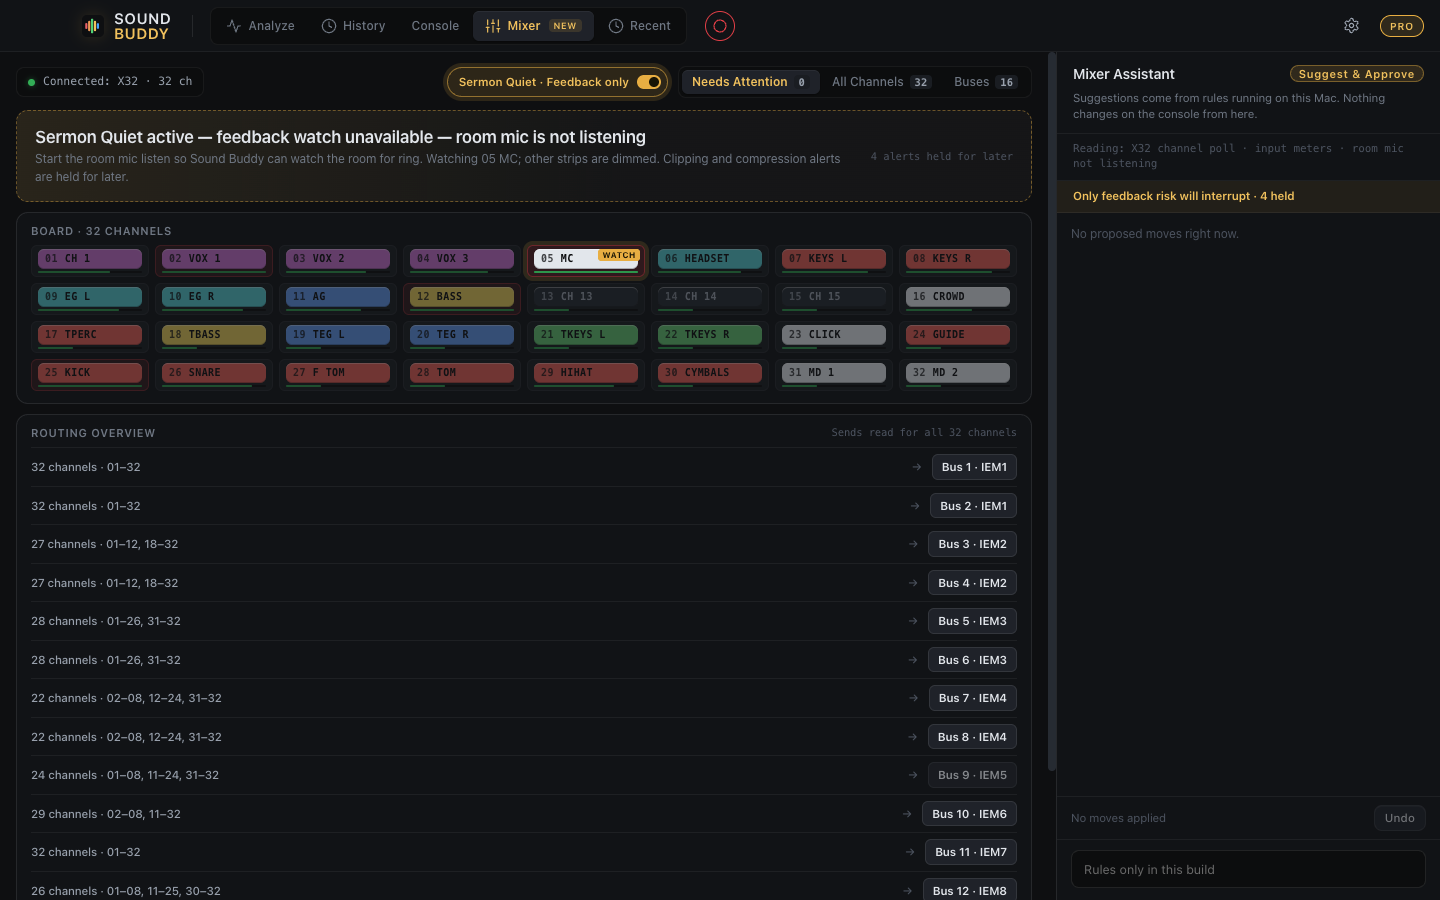 SOUND
BUDDY
Analyze
History
Console
Mixer NEW
Recent
PRO
Connected: X32 · 32 ch
Sermon Quiet · Feedback only
Needs Attention 0
All Channels 32
Buses 16
Sermon Quiet active — feedback watch unavailable — room mic is not listening
Start the room mic listen so Sound Buddy can watch the room for ring. Watching 05 MC; other strips are dimmed. Clipping and compression alerts
are held for later.
4 alerts held for later
BOARD · 32 CHANNELS
01 CH 1
02 VOX 1
03 VOX 2
04 VOX 3
05 MC WATCH
06 HEADSET
07 KEYS L
08 KEYS R
09 EG L
10 EG R
11 AG
12 BASS
13 CH 13
14 CH 14
15 CH 15
16 CROWD
17 TPERC
18 TBASS
19 TEG L
20 TEG R
21 TKEYS L
22 TKEYS R
23 CLICK
24 GUIDE
25 KICK
26 SNARE
27 F TOM
28 TOM
29 HIHAT
30 CYMBALS
31 MD 1
32 MD 2
ROUTING OVERVIEW
Sends read for all 32 channels
32 channels · 01–32 → Bus 1 · IEM1
32 channels · 01–32 → Bus 2 · IEM1
27 channels · 01–12, 18–32 → Bus 3 · IEM2
27 channels · 01–12, 18–32 → Bus 4 · IEM2
28 channels · 01–26, 31–32 → Bus 5 · IEM3
28 channels · 01–26, 31–32 → Bus 6 · IEM3
22 channels · 02–08, 12–24, 31–32 → Bus 7 · IEM4
22 channels · 02–08, 12–24, 31–32 → Bus 8 · IEM4
24 channels · 01–08, 11–24, 31–32 → Bus 9 · IEM5
29 channels · 02–08, 11–32 → Bus 10 · IEM6
32 channels · 01–32 → Bus 11 · IEM7
26 channels · 01–08, 11–25, 30–32 → Bus 12 · IEM8
Mixer Assistant
Suggest & Approve
Suggestions come from rules running on this Mac. Nothing
changes on the console from here.
Reading: X32 channel poll · input meters · room mic
not listening
Only feedback risk will interrupt · 4 held
No proposed moves right now.
No moves applied
Undo
Rules only in this build